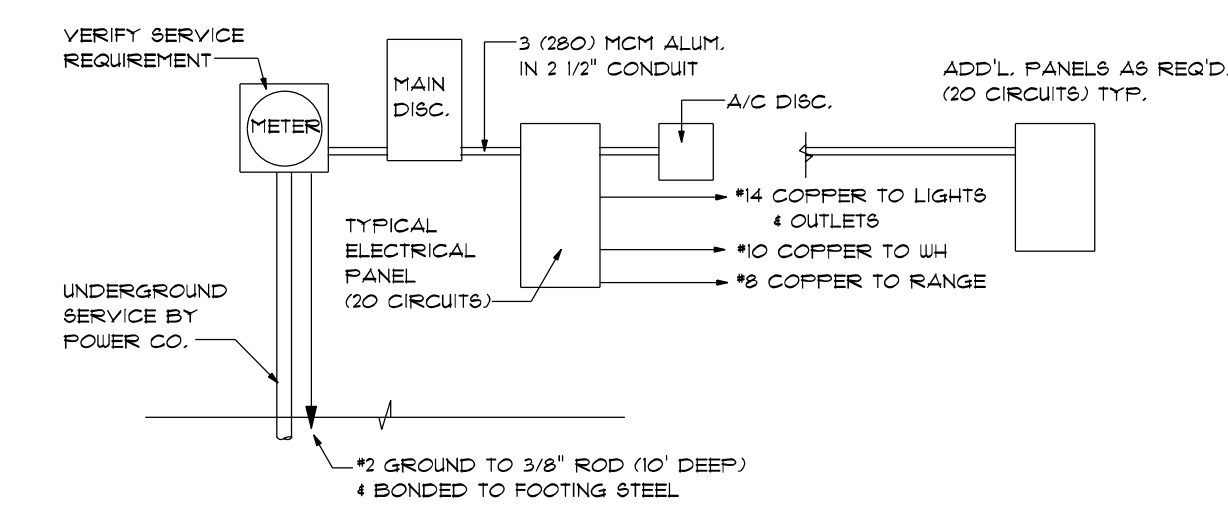 VERIFY SERVICE
REQUIREMENT
METER
MAIN
DISC.
3 (280) MCM ALUM.
IN 2 1/2" CONDUIT
A/C DISC.
ADD'L. PANELS AS REQ'D.
(20 CIRCUITS) TYP.
#14 COPPER TO LIGHTS
& OUTLETS
#10 COPPER TO WH
#8 COPPER TO RANGE
TYPICAL
ELECTRICAL
PANEL
(20 CIRCUITS)
UNDERGROUND
SERVICE BY
POWER CO.
#2 GROUND TO 3/8" ROD (10' DEEP)
& BONDED TO FOOTING STEEL